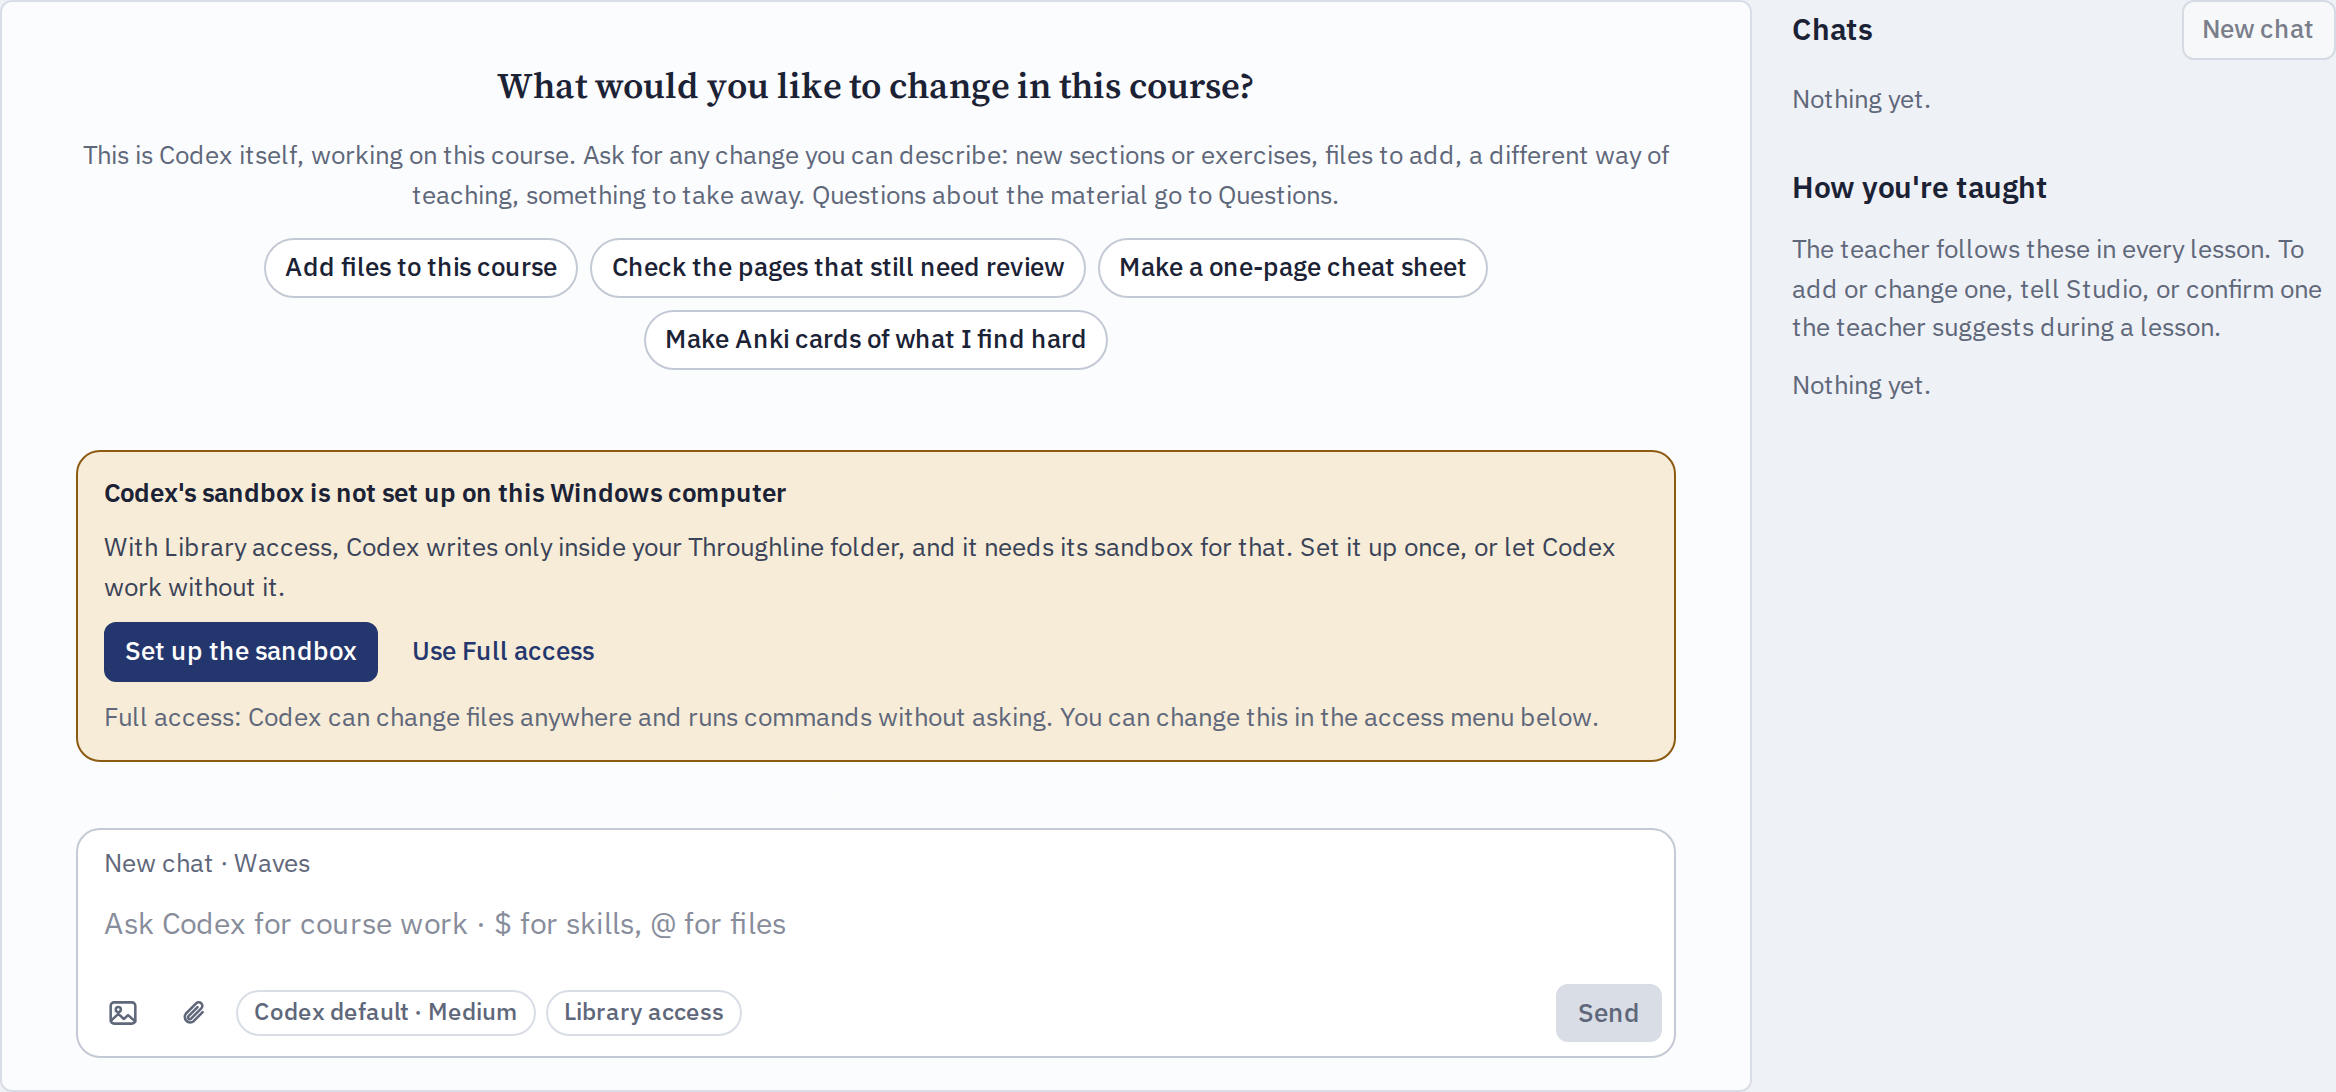 What would you like to change in this course?
This is Codex itself, working on this course. Ask for any change you can describe: new sections or exercises, files to add, a different way of
teaching, something to take away. Questions about the material go to Questions.
Add files to this course
Check the pages that still need review
Make a one-page cheat sheet
Make Anki cards of what I find hard
Codex's sandbox is not set up on this Windows computer
With Library access, Codex writes only inside your Throughline folder, and it needs its sandbox for that. Set it up once, or let Codex
work without it.
Set up the sandbox
Use Full access
Full access: Codex can change files anywhere and runs commands without asking. You can change this in the access menu below.
New chat · Waves
Ask Codex for course work · $ for skills, @ for files
Codex default · Medium
Library access
Send
Chats
New chat
Nothing yet.
How you're taught
The teacher follows these in every lesson. To
add or change one, tell Studio, or confirm one
the teacher suggests during a lesson.
Nothing yet.